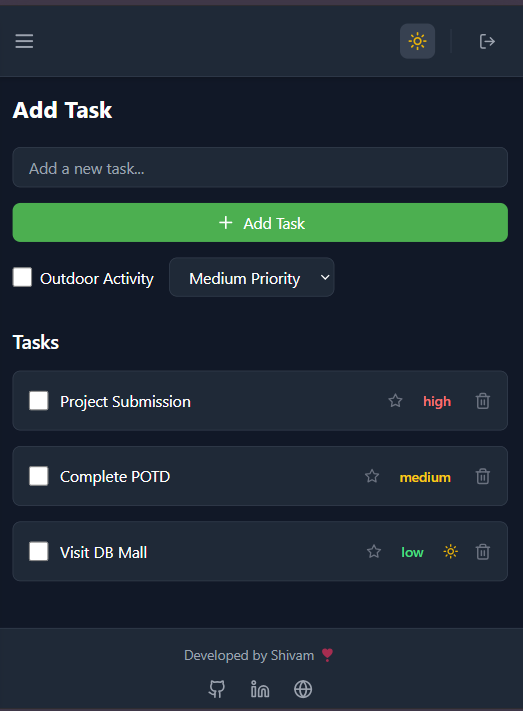 Add Task
Add a new task...
Add Task
Outdoor Activity Medium Priority
Tasks
Project Submission high
Complete POTD medium
Visit DB Mall low
Developed by Shivam